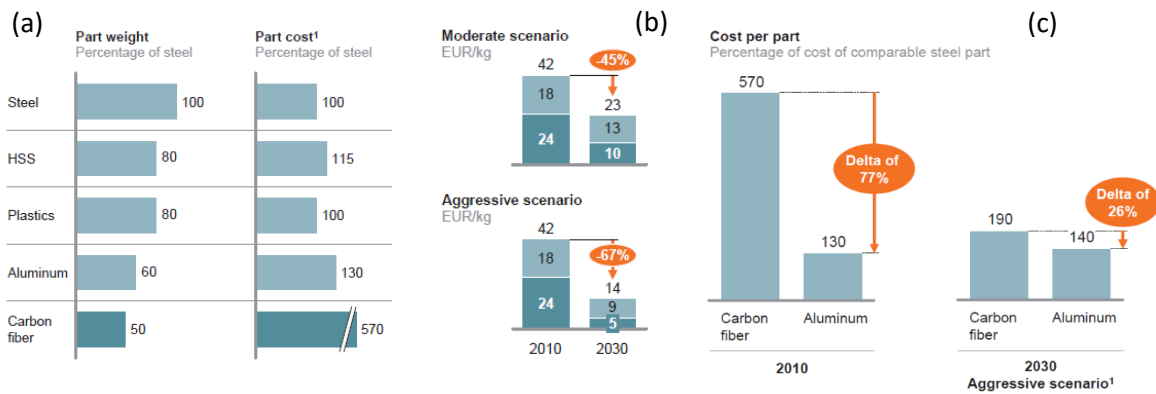 (a)
Part weight
Percentage of steel
Part cost1
Percentage of steel
Steel
100
100
HSS
80
115
Plastics
80
100
Aluminum
60
130
Carbon
fiber
50
570
(b)
Moderate scenario
EUR/kg
42
-45%
18
23
24
13
10
Aggressive scenario
EUR/kg
42
-67%
18
14
24
9
5
2010
2030
(c)
Cost per part
Percentage of cost of comparable steel part
570
Delta of
77%
130
Carbon
fiber
Aluminum
2010
Delta of
26%
190
140
Carbon
fiber
Aluminum
2030
Aggressive scenario1